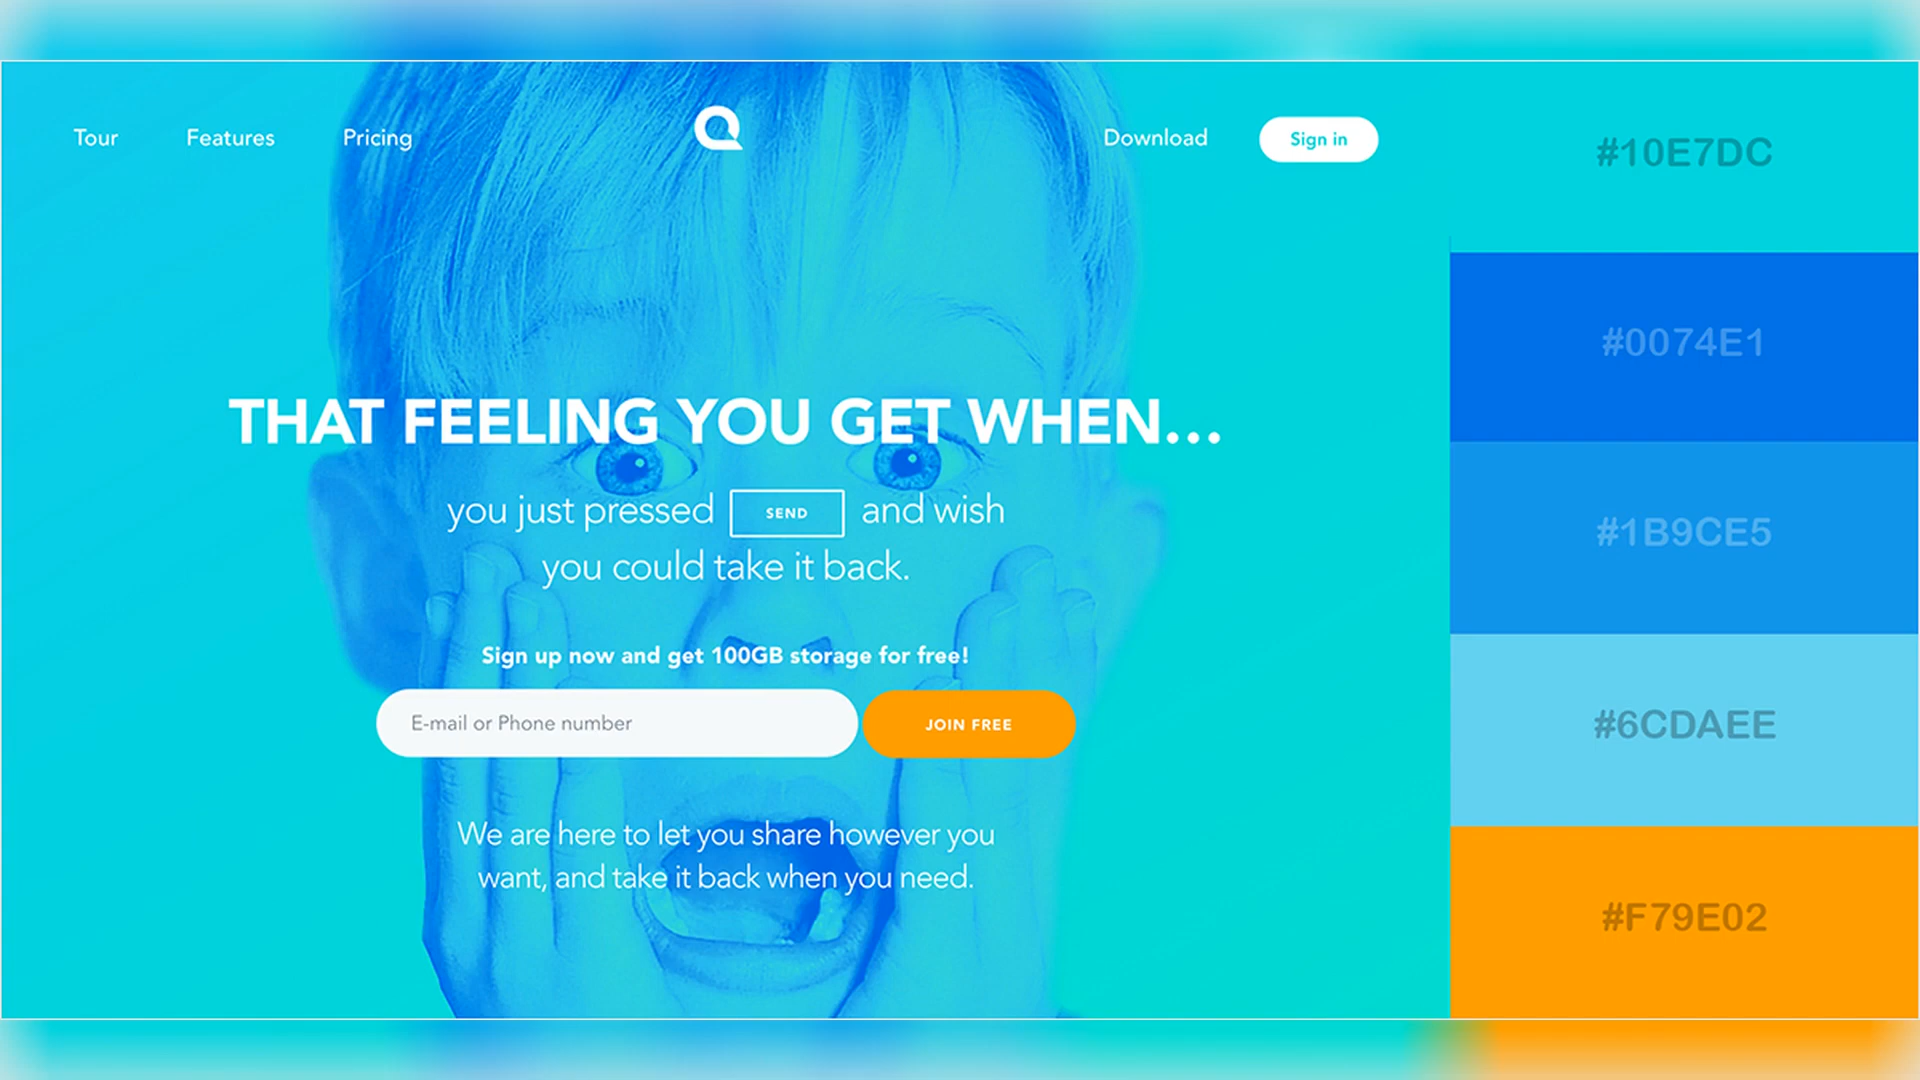 Tour Features Pricing Download Sign in
THAT FEELING YOU GET WHEN...
you just pressed SEND and wish
you could take it back.
Sign up now and get 100GB storage for free!
E-mail or Phone number JOIN FREE
We are here to let you share however you
want, and take it back when you need.
#10E7DC
#0074E1
#1B9CE5
#6CDAEE
#F79E02